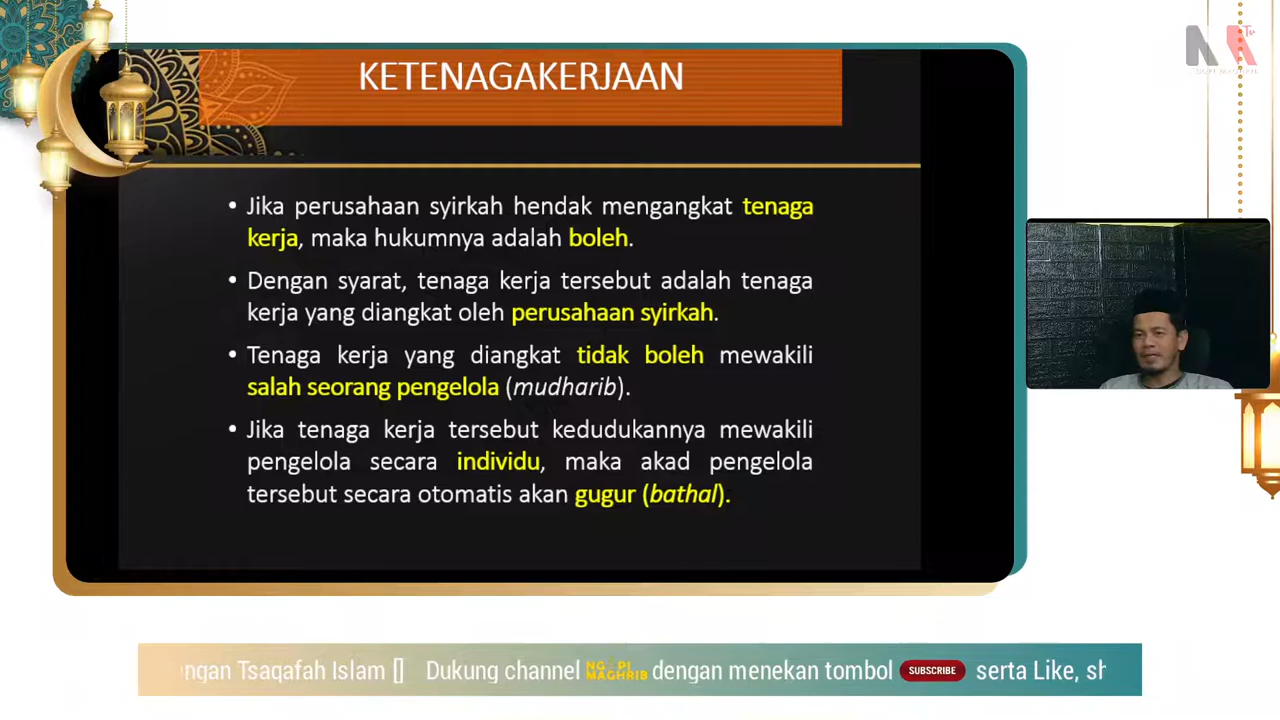 KETENAGAKERJAAN
• Jika perusahaan syirkah hendak mengangkat tenaga
kerja, maka hukumnya adalah boleh.
• Dengan syarat, tenaga kerja tersebut adalah tenaga
kerja yang diangkat oleh perusahaan syirkah.
• Tenaga kerja yang diangkat tidak boleh mewakili
salah seorang pengelola (mudharib).
• Jika tenaga kerja tersebut kedudukannya mewakili
pengelola secara individu, maka akad pengelola
tersebut secara otomatis akan gugur (bathal).
ngan Tsaqafah Islam [] Dukung channel NGOPI MAGHRIB dengan menekan tombol SUBSCRIBE serta Like, sh